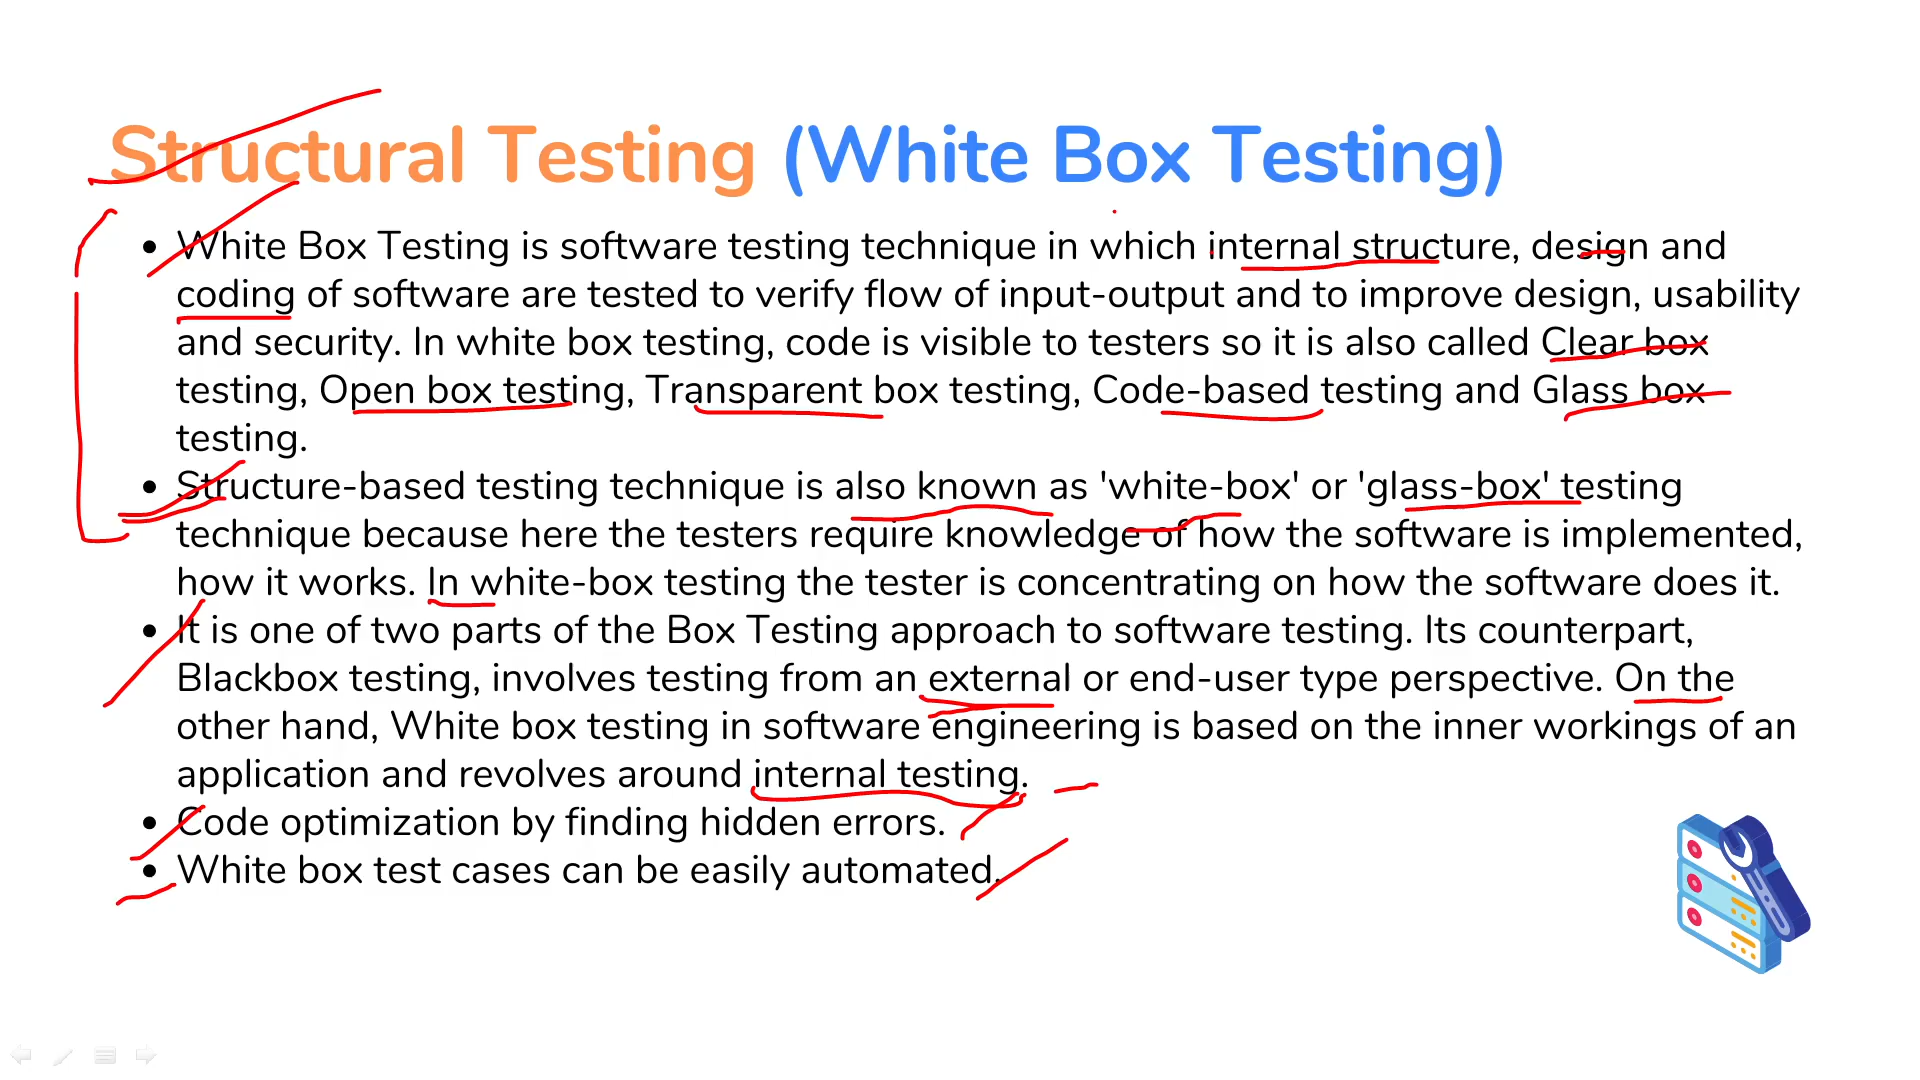 Structural Testing (White Box Testing)
• White Box Testing is software testing technique in which internal structure, design and
coding of software are tested to verify flow of input-output and to improve design, usability
and security. In white box testing, code is visible to testers so it is also called Clear box
testing, Open box testing, Transparent box testing, Code-based testing and Glass box
testing.
• Structure-based testing technique is also known as 'white-box' or 'glass-box' testing
technique because here the testers require knowledge of how the software is implemented,
how it works. In white-box testing the tester is concentrating on how the software does it.
• It is one of two parts of the Box Testing approach to software testing. Its counterpart,
Blackbox testing, involves testing from an external or end-user type perspective. On the
other hand, White box testing in software engineering is based on the inner workings of an
application and revolves around internal testing.
• Code optimization by finding hidden errors.
• White box test cases can be easily automated.